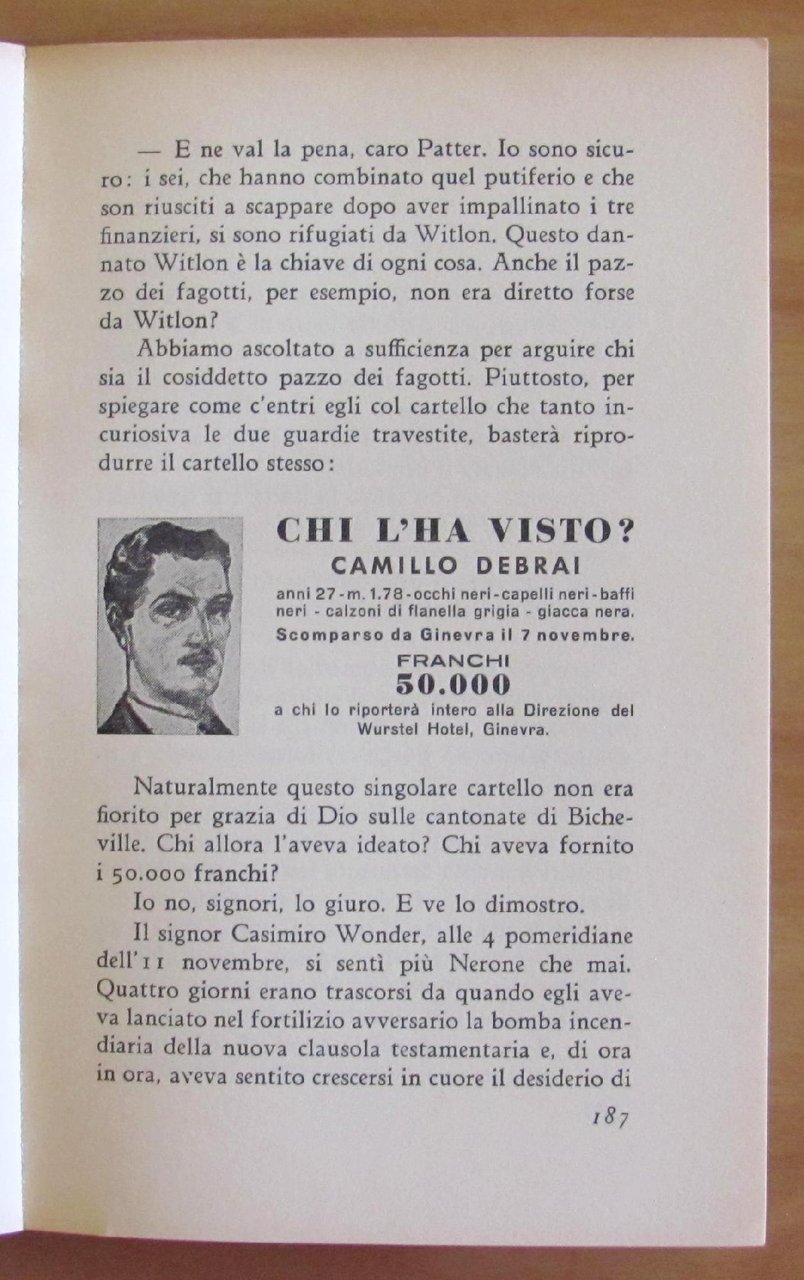 — E ne val la pena, caro Patter. Io sono sicu-
ro: i sei, che hanno combinato quel putiferio e che
son riusciti a scappare dopo aver impallinato i tre
finanzieri, si sono rifugiati da Witlon. Questo dan-
nato Witlon è la chiave di ogni cosa. Anche il paz-
zo dei fagotti, per esempio, non era diretto forse
da Witlon?
Abbiamo ascoltato a sufficienza per arguire chi
sia il cosiddetto pazzo dei fagotti. Piuttosto, per
spiegare come c'entri egli col cartello che tanto in-
curiosiva le due guardie travestite, basterà ripro-
durre il cartello stesso:
CHI L'HA VISTO?
CAMILLO DEBRAI
anni 27-m. 1.78-occhi neri-capelli neri-baffi
neri - calzoni di flanella grigia - giacca nera.
Scomparso da Ginevra il 7 novembre.
FRANCHI
50.000
a chi lo riporterà intero alla Direzione del
Wurstel Hotel, Ginevra.
Naturalmente questo singolare cartello non era
fiorito per grazia di Dio sulle cantonate di Biche-
ville. Chi allora l'aveva ideato? Chi aveva fornito
i 50.000 franchi?
Io no, signori, lo giuro. E ve lo dimostro.
Il signor Casimiro Wonder, alle 4 pomeridiane
dell'11 novembre, si sentì più Nerone che mai.
Quattro giorni erano trascorsi da quando egli ave-
va lanciato nel fortilizio avversario la bomba incen-
diaria della nuova clausola testamentaria e, di ora
in ora, aveva sentito crescersi in cuore il desiderio di
187